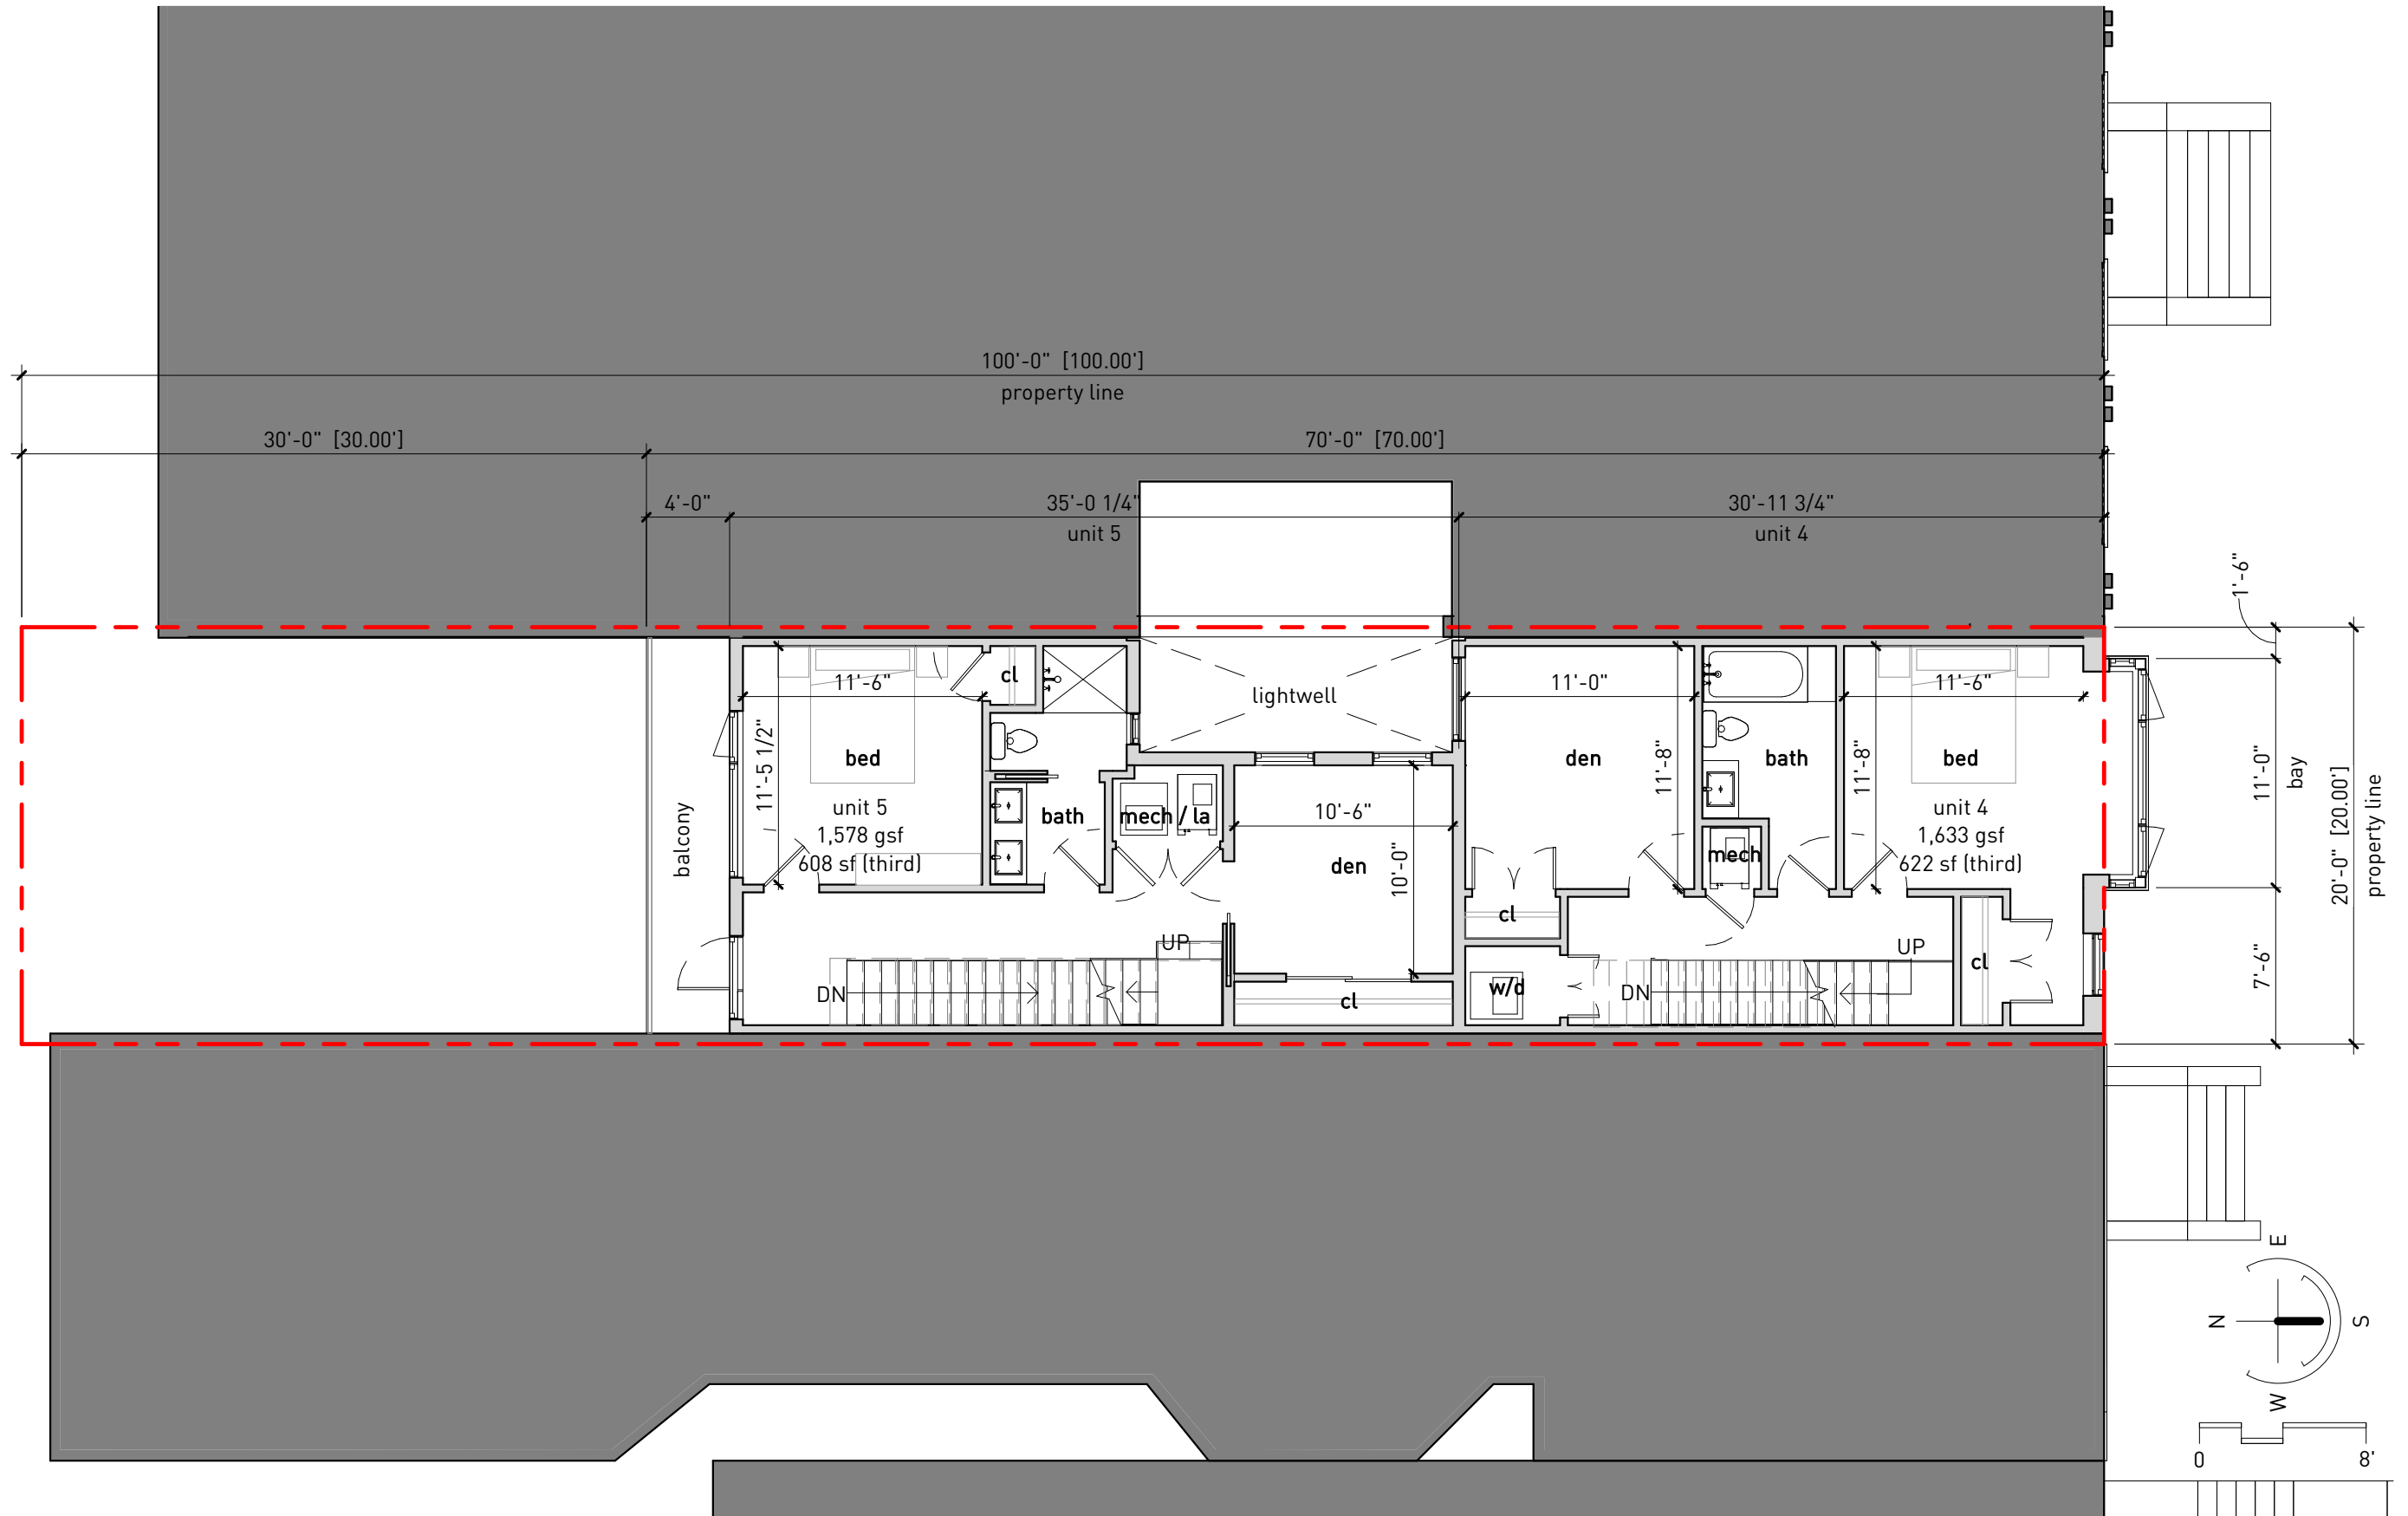 100'-0" [100.00']
property line
30'-0" [30.00']
70'-0" [70.00']
4'-0"
35'-0 1/4"
unit 5
30'-11 3/4"
unit 4
1'-6"
11'-6"
cl
lightwell
11'-0"
11'-6"
11'-5 1/2"
bed
den
11'-8"
bath
11'-8"
bed
11'-0"
bay
20'-0" [20.00']
property line
balcony
unit 5
1,578 gsf
608 sf (third)
bath
mech / la
10'-6"
den
10'-0"
mech
unit 4
1,633 gsf
622 sf (third)
cl
UP
DN
cl
w/d
DN
UP
cl
7'-6"
E
N
S
W
0
8'